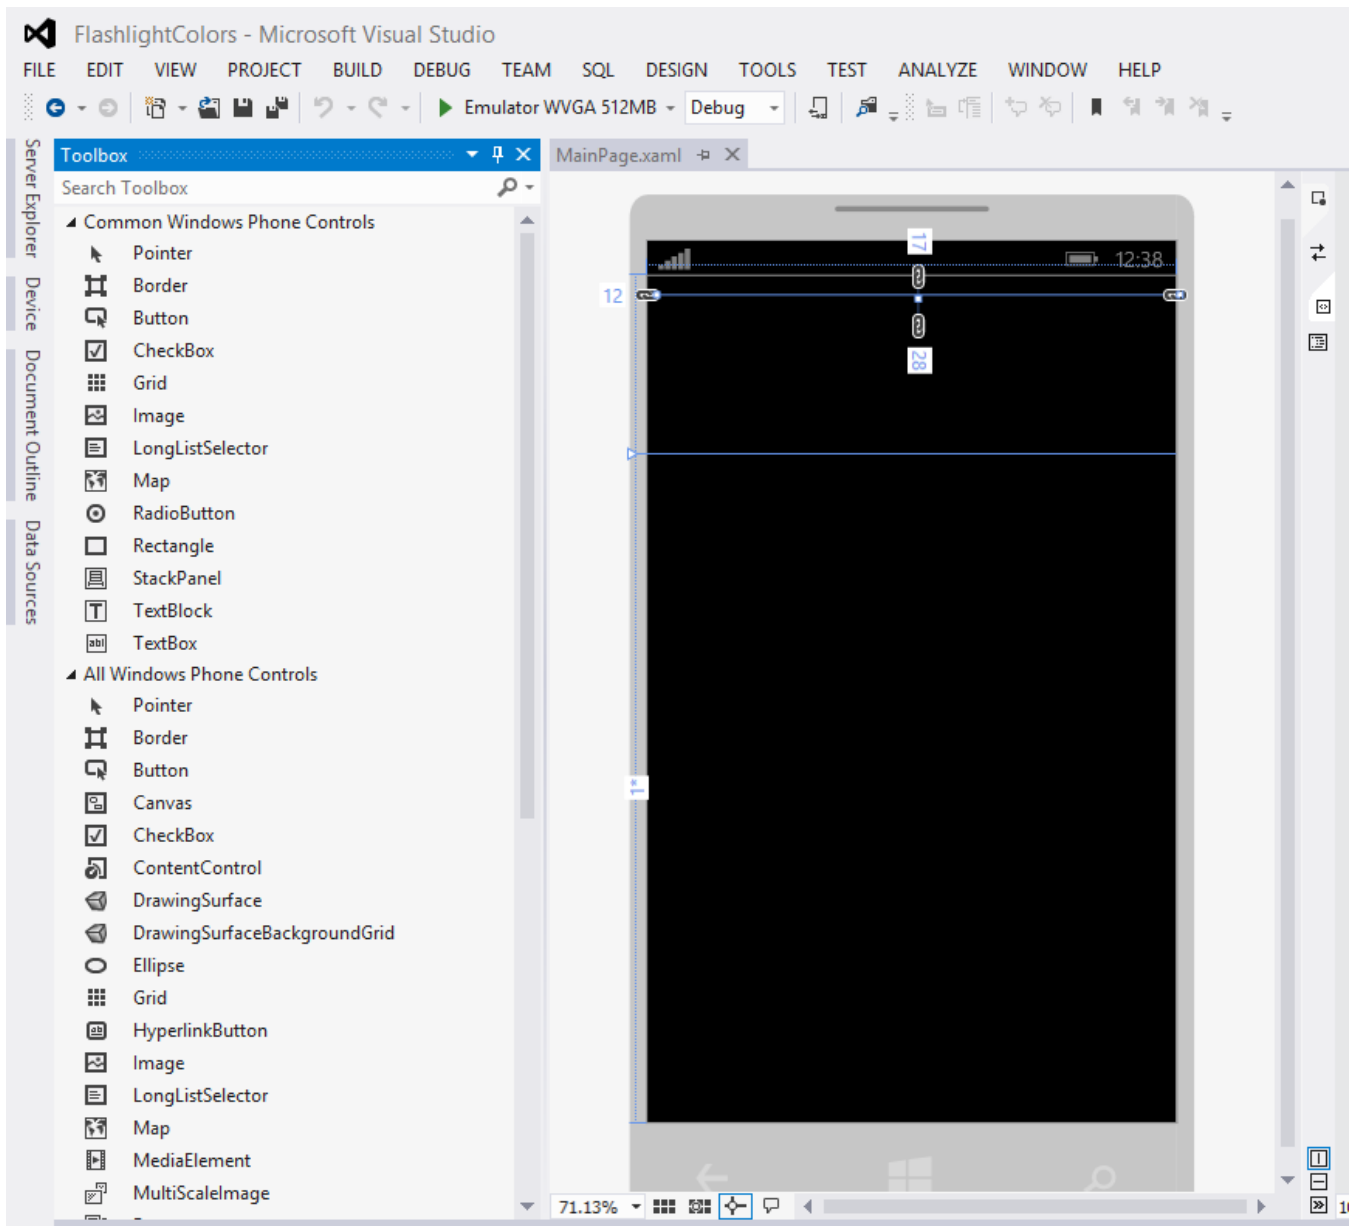 FlashlightColors - Microsoft Visual Studio
FILE EDIT VIEW PROJECT BUILD DEBUG TEAM SQL DESIGN TOOLS TEST ANALYZE WINDOW HELP
Emulator WVGA 512MB Debug
Server Explorer
Device
Document Outline
Data Sources
Toolbox
Search Toolbox
Common Windows Phone Controls
Pointer
Border
Button
CheckBox
Grid
Image
LongListSelector
Map
RadioButton
Rectangle
StackPanel
TextBlock
TextBox
All Windows Phone Controls
Pointer
Border
Button
Canvas
CheckBox
ContentControl
DrawingSurface
DrawingSurfaceBackgroundGrid
Ellipse
Grid
HyperlinkButton
Image
LongListSelector
Map
MediaElement
MultiScaleImage
MainPage.xaml
17
12:38
12
28
1*
71.13%